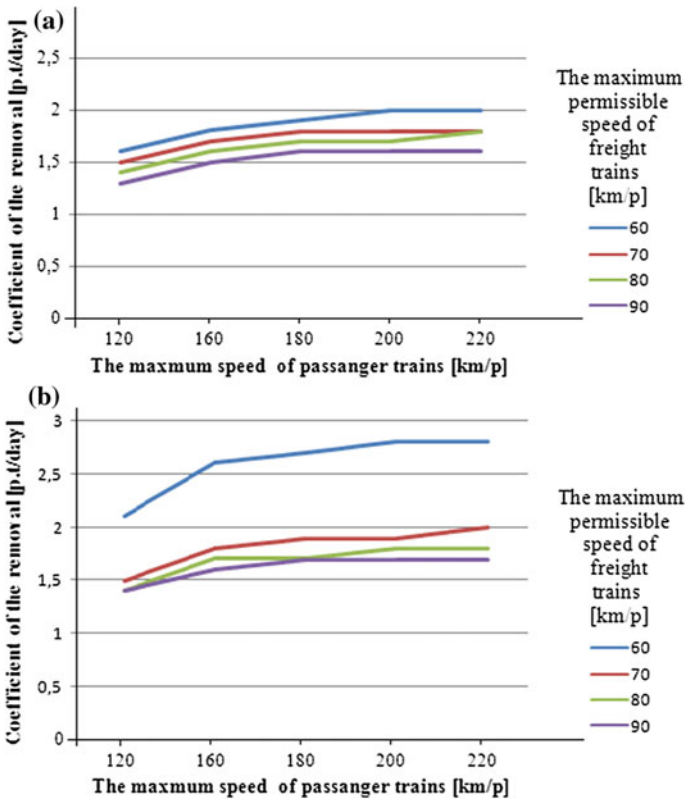 (a)
Coefficient of the removal [p.t/day]
2,5
2
1,5
1
0,5
0
120 160 180 200 220
The maxmum speed of passanger trains [km/p]
The maximum
permissible
speed of
freight
trains
[km/p]
60
70
80
90
(b)
Coefficient of the removal [p.t/day]
3
2,5
2
1,5
1
0,5
0
120 160 180 200 220
The maxmum speed of passanger trains [km/p]
The maximum
permissible
speed of
freight
trains
[km/p]
60
70
80
90